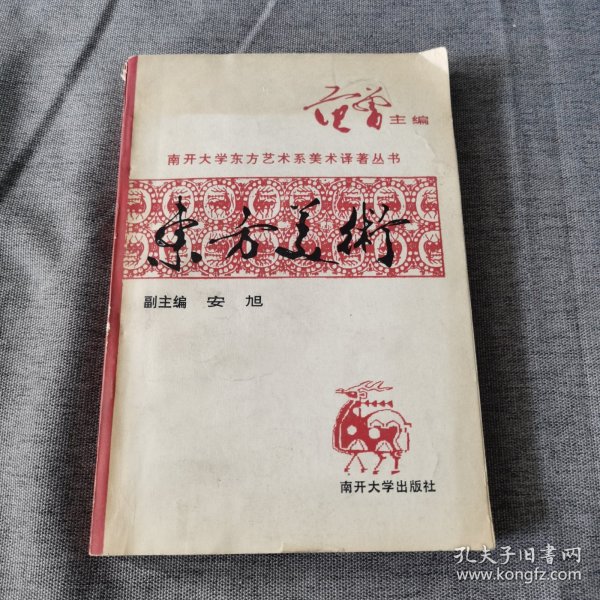 范曾 主编
南开大学东方艺术系美术译著丛书
东方美術
副主编 安旭
南开大学出版社
孔夫子旧书网
www.kongfz.com